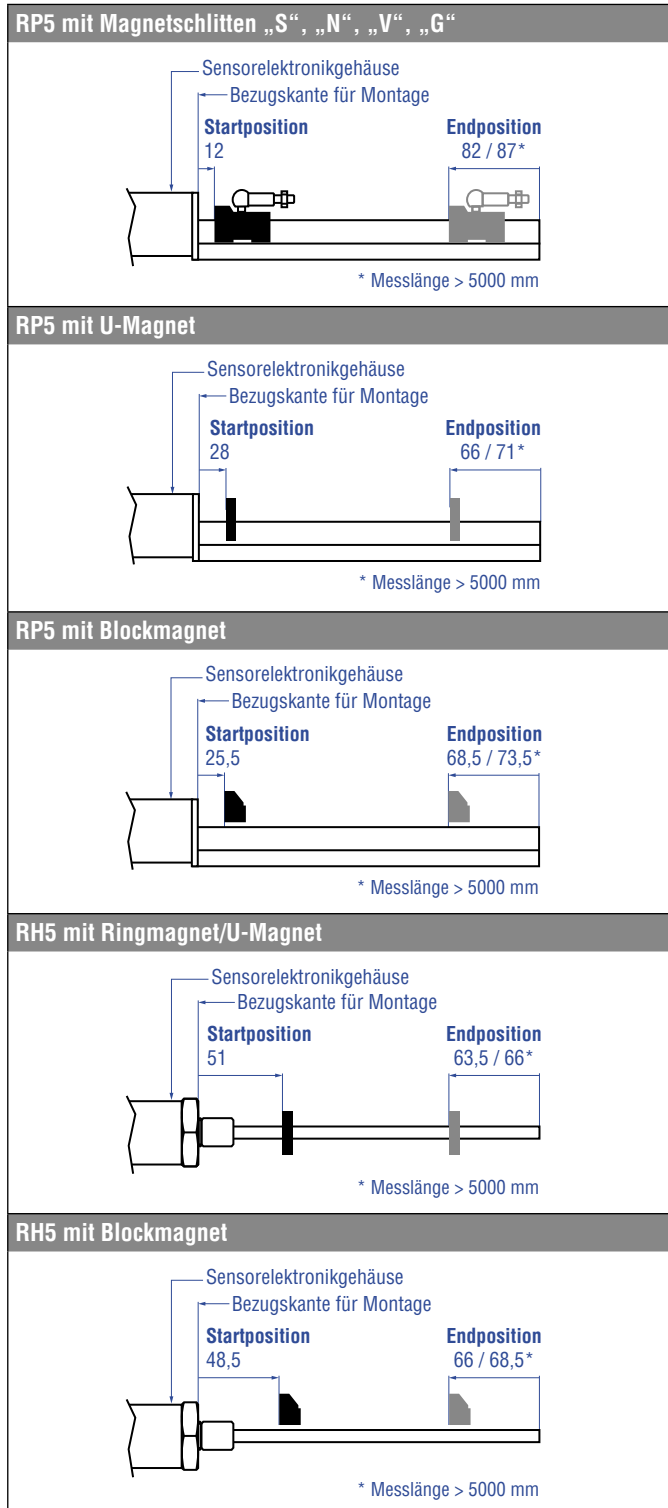 RP5 mit Magnetschlitten „S“, „N“, „V“, „G“
Sensorelektronikgehäuse
Bezugskante für Montage
Startposition Endposition
12 82 / 87*
* Messlänge > 5000 mm
RP5 mit U-Magnet
Sensorelektronikgehäuse
Bezugskante für Montage
Startposition Endposition
28 66 / 71*
* Messlänge > 5000 mm
RP5 mit Blockmagnet
Sensorelektronikgehäuse
Bezugskante für Montage
Startposition Endposition
25,5 68,5 / 73,5*
* Messlänge > 5000 mm
RH5 mit Ringmagnet/U-Magnet
Sensorelektronikgehäuse
Bezugskante für Montage
Startposition Endposition
51 63,5 / 66*
* Messlänge > 5000 mm
RH5 mit Blockmagnet
Sensorelektronikgehäuse
Bezugskante für Montage
Startposition Endposition
48,5 66 / 68,5*
* Messlänge > 5000 mm